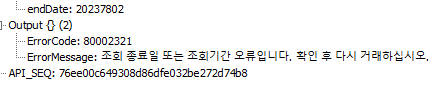 endDate: 20237802
Output {} (2)
ErrorCode: 80002321
ErrorMessage: 조회 종료일 또는 조회기간 오류입니다. 확인 후 다시 거래하십시오.
API_SEQ: 76ee00c649308d86dfe032be272d74b8